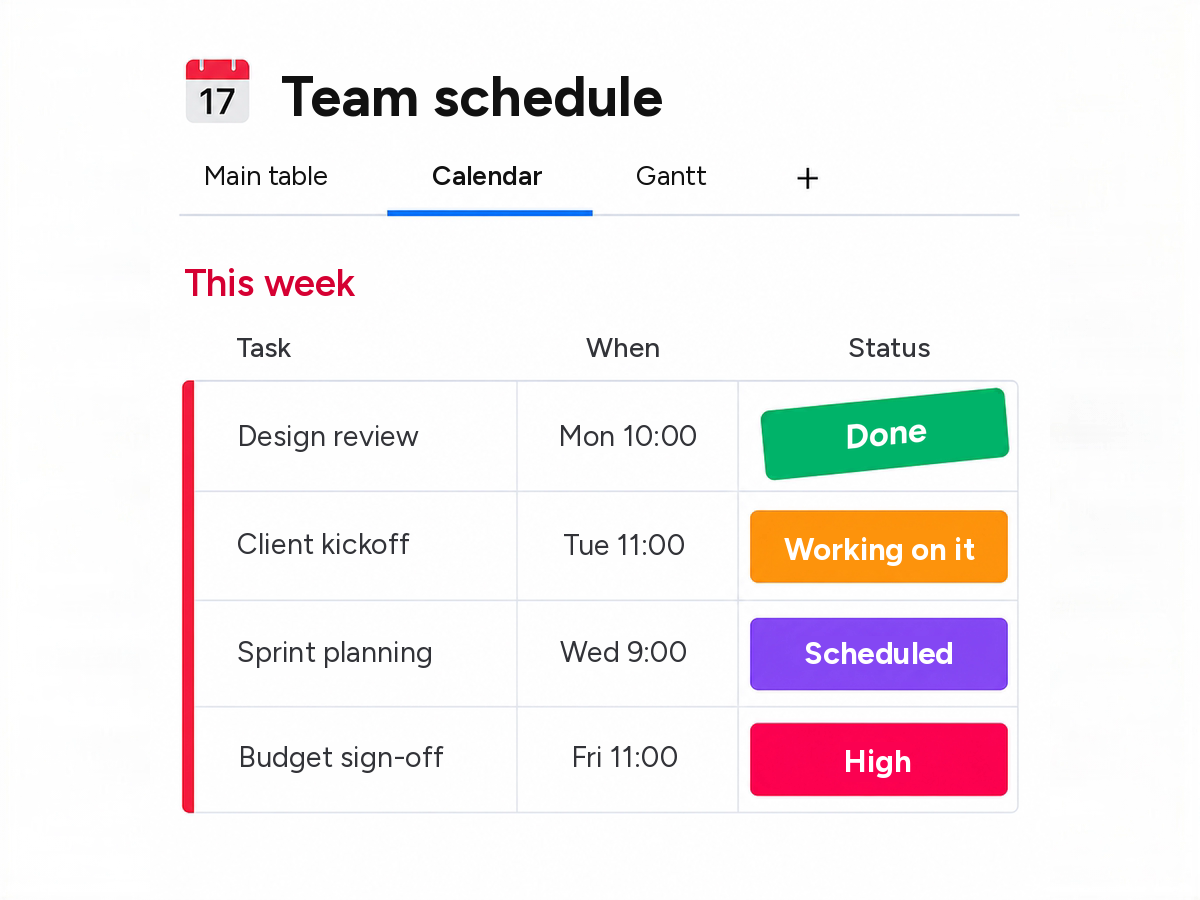 17
Team schedule
Main table Calendar Gantt +
This week
Task When Status
Design review Mon 10:00 Done
Client kickoff Tue 11:00 Working on it
Sprint planning Wed 9:00 Scheduled
Budget sign-off Fri 11:00 High